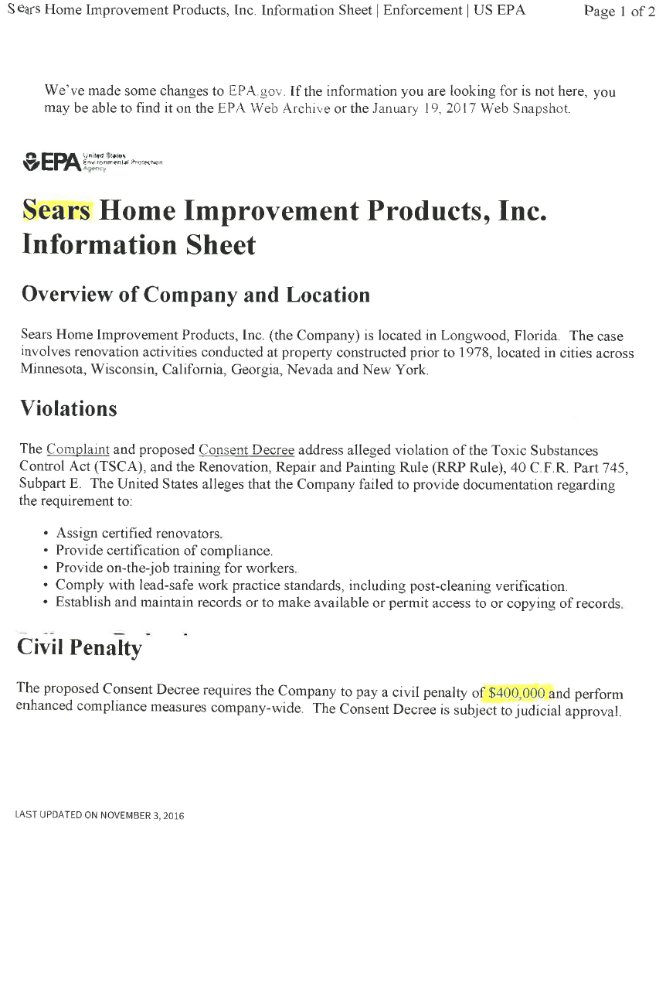 Sears Home Improvement Products, Inc. Information Sheet | Enforcement | US EPA Page 1 of 2
We've made some changes to EPA.gov. If the information you are looking for is not here, you
may be able to find it on the EPA Web Archive or the January 19, 2017 Web Snapshot.
EPA United States
Environmental Protection
Agency
Sears Home Improvement Products, Inc.
Information Sheet
Overview of Company and Location
Sears Home Improvement Products, Inc. (the Company) is located in Longwood, Florida. The case
involves renovation activities conducted at property constructed prior to 1978, located in cities across
Minnesota, Wisconsin, California, Georgia, Nevada and New York.
Violations
The Complaint and proposed Consent Decree address alleged violation of the Toxic Substances
Control Act (TSCA), and the Renovation, Repair and Painting Rule (RRP Rule), 40 C.F.R. Part 745,
Subpart E. The United States alleges that the Company failed to provide documentation regarding
the requirement to:
• Assign certified renovators.
• Provide certification of compliance.
• Provide on-the-job training for workers.
• Comply with lead-safe work practice standards, including post-cleaning verification.
• Establish and maintain records or to make available or permit access to or copying of records.
Civil Penalty
The proposed Consent Decree requires the Company to pay a civil penalty of $400,000 and perform
enhanced compliance measures company-wide. The Consent Decree is subject to judicial approval.
LAST UPDATED ON NOVEMBER 3, 2016